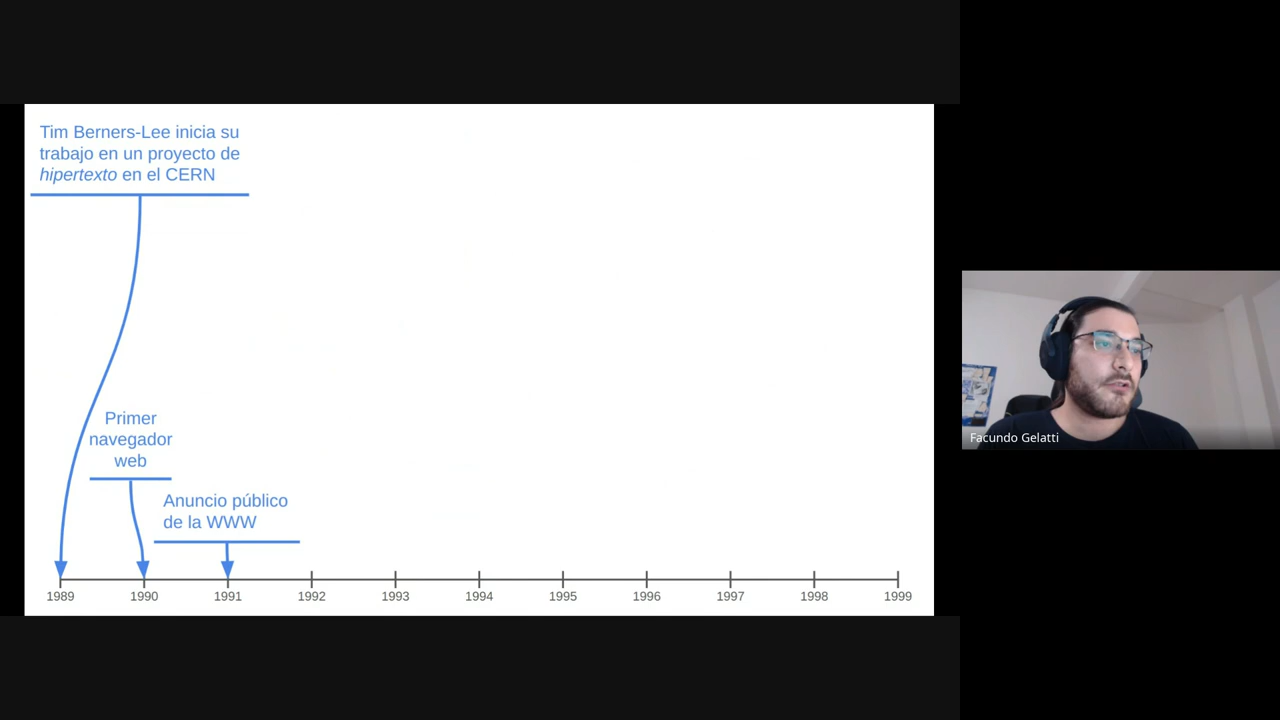 Tim Berners-Lee inicia su
trabajo en un proyecto de
hipertexto en el CERN
Primer
navegador
web
Anuncio público
de la WWW
1989 1990 1991 1992 1993 1994 1995 1996 1997 1998 1999
Facundo Gelatti